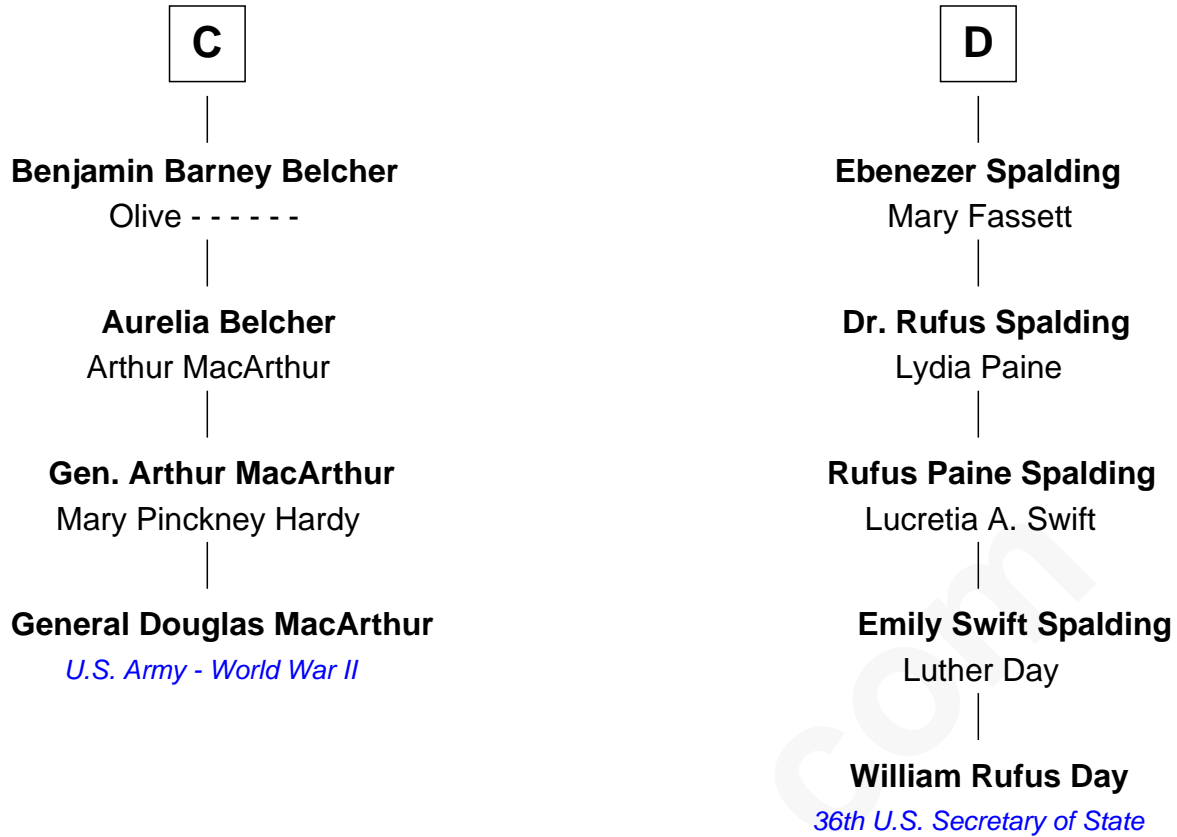 C
Benjamin Barney Belcher
Olive - - - - - -
Aurelia Belcher
Arthur MacArthur
Gen. Arthur MacArthur
Mary Pinckney Hardy
General Douglas MacArthur
U.S. Army - World War II
D
Ebenezer Spalding
Mary Fassett
Dr. Rufus Spalding
Lydia Paine
Rufus Paine Spalding
Lucretia A. Swift
Emily Swift Spalding
Luther Day
William Rufus Day
36th U.S. Secretary of State
com